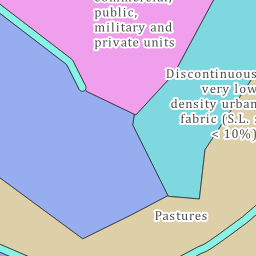 commercial,
public,
military and
private units
Discontinuous
very low
density urban
fabric (S.L. :
< 10%)
Pastures